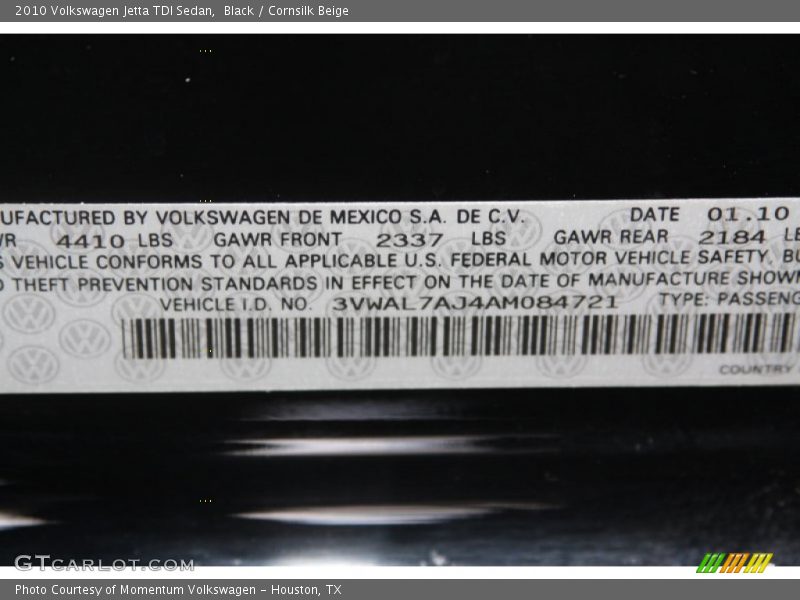 2010 Volkswagen Jetta TDI Sedan,  Black / Cornsilk Beige
UFACTURED BY VOLKSWAGEN DE MEXICO S.A. DE C.V. DATE 01.10
WR 4410 LBS GAWR FRONT 2337 LBS GAWR REAR 2184 LB
S VEHICLE CONFORMS TO ALL APPLICABLE U.S. FEDERAL MOTOR VEHICLE SAFETY, BU
D THEFT PREVENTION STANDARDS IN EFFECT ON THE DATE OF MANUFACTURE SHOWN
VEHICLE I.D. NO. 3VWAL7AJ4AM084721 TYPE: PASSENG
COUNTRY
GTcarlot.com
Photo Courtesy of Momentum Volkswagen – Houston, TX